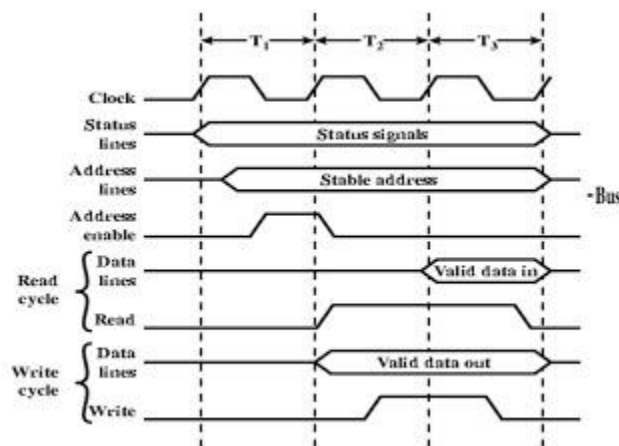 T1 T2 T3
Clock
Status
lines
Status signals
Address
lines
Stable address
-Bus
Address
enable
Read
cycle
Data
lines
Valid data in
Read
Write
cycle
Data
lines
Valid data out
Write